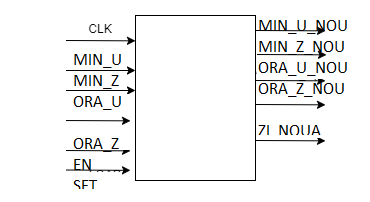 CLK
MIN_U
MIN_Z
ORA_U
ORA_Z
EN
SET
MIN_U_NOU
MIN_Z_NOU
ORA_U_NOU
ORA_Z_NOU
ZI_NOUA